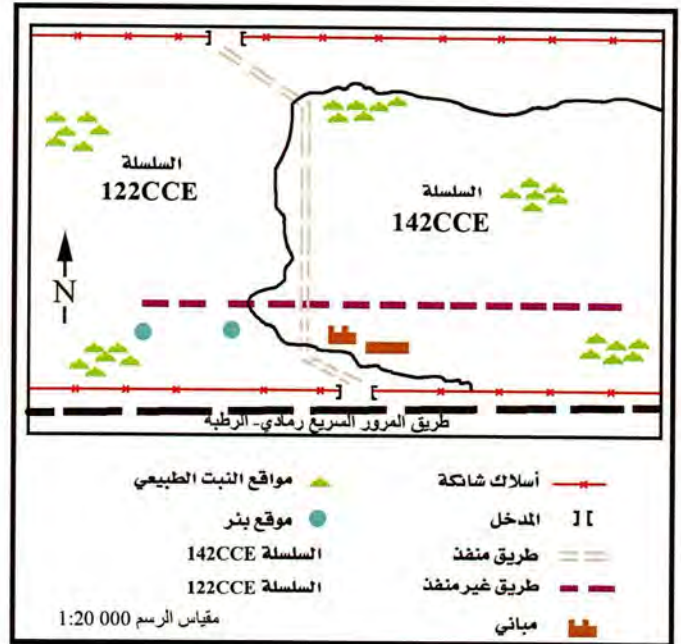 السلسلة
122CCE
السلسلة
142CCE
N
طريق المرور السريع رمادي- الرطبه
أسلاك شائكة
المدخل
طريق منفذ
طريق غير منفذ
مباني
مواقع النبت الطبيعي
موقع بئر
السلسلة 142CCE
السلسلة 122CCE
مقياس الرسم 000 1:20